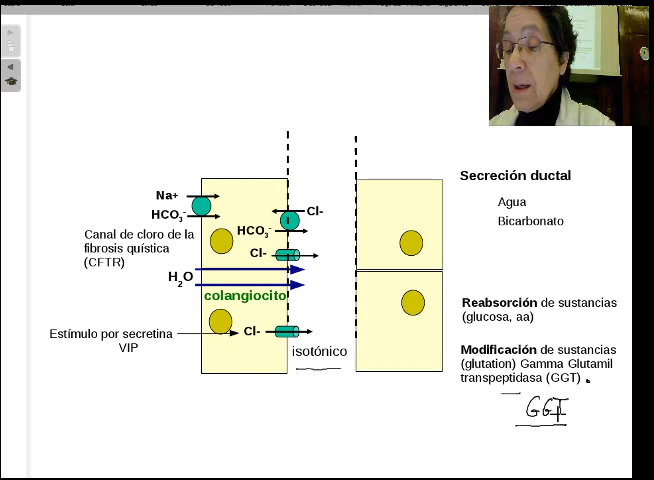 Secreción ductal
Agua
Bicarbonato
Na+
HCO3-
Cl-
HCO3-
Canal de cloro de la
fibrosis quística
(CFTR)
Cl-
H2O
colangiocito
Estímulo por secretina
VIP
Cl-
isotónico
Reabsorción de sustancias
(glucosa, aa)
Modificación de sustancias
(glutation) Gamma Glutamil
transpeptidasa (GGT)
GGT